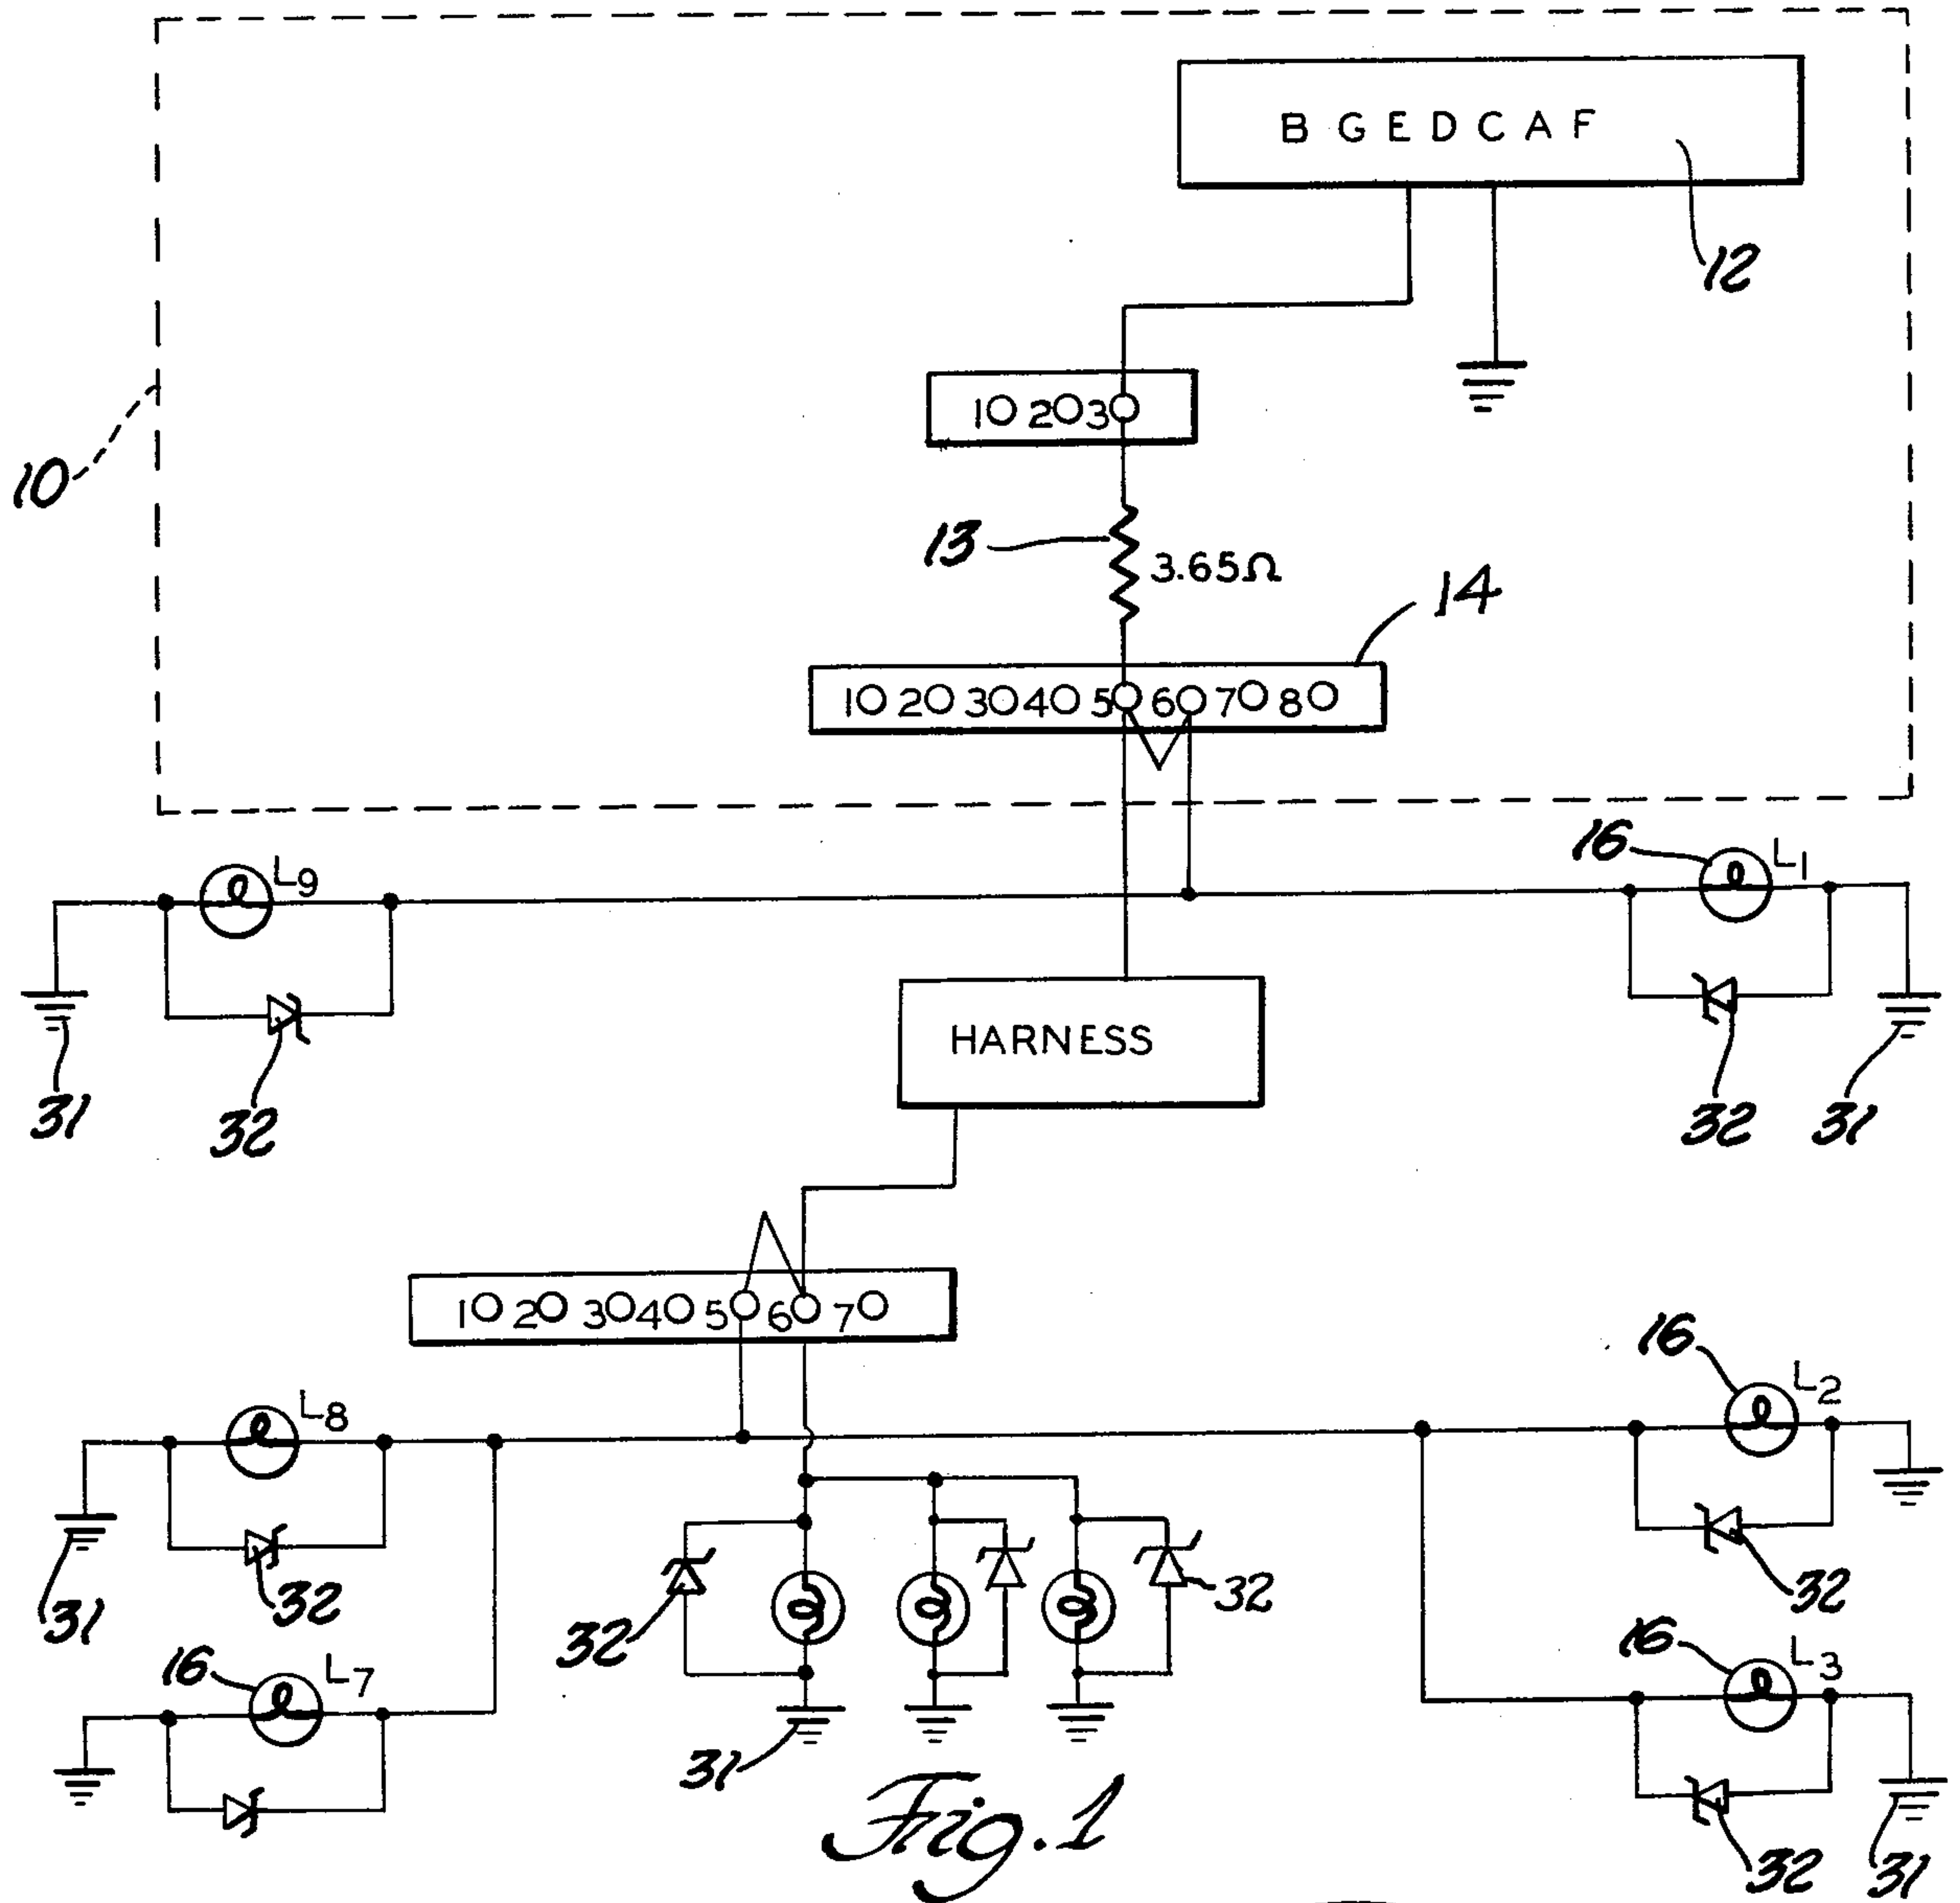 B G E D C A F
12
1O 2O 3O
10
13
3.65Ω
14
1O 2O 3O 4O 5O 6O 7O 8O
L9
16 L1
31
32
HARNESS
32
31
1O 2O 3O 4O 5O 6O 7O
L8
16 L2
32
31
32
32
32
16 L7
16 L3
31
Fig. 1
32
31